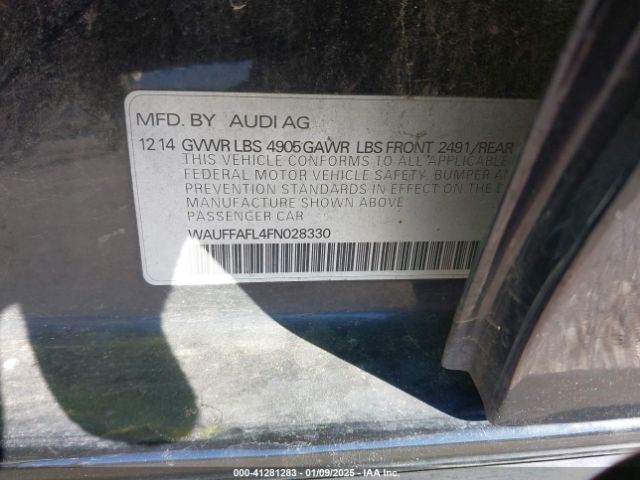 MFD. BY AUDI AG
12 14 GVWR LBS 4905 GAWR LBS FRONT 2491/REAR
THIS VEHICLE CONFORMS TO ALL APPLICABLE
FEDERAL MOTOR VEHICLE SAFETY, BUMPER AN
PREVENTION STANDARDS IN EFFECT ON THE D
MANUFACTURE SHOWN ABOVE
PASSENGER CAR
WAUFFAFL4FN028330
000-41281283 - 01/09/2025 - IAA Inc.